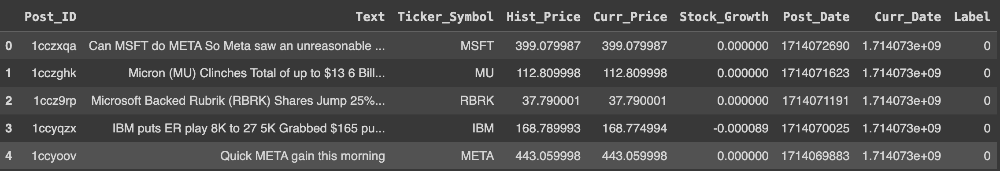 Post_ID Text Ticker_Symbol Hist_Price Curr_Price Stock_Growth Post_Date Curr_Date Label
0 1cczxqa Can MSFT do META So Meta saw an unreasonable ... MSFT 399.079987 399.079987 0.000000 1714072690 1.714073e+09 0
1 1cczghk Micron (MU) Clinches Total of up to $13 6 Bill... MU 112.809998 112.809998 0.000000 1714071623 1.714073e+09 0
2 1ccz9rp Microsoft Backed Rubrik (RBRK) Shares Jump 25%... RBRK 37.790001 37.790001 0.000000 1714071191 1.714073e+09 0
3 1ccyqzx IBM puts ER play 8K to 27 5K Grabbed $165 pu... IBM 168.789993 168.774994 -0.000089 1714070025 1.714073e+09 0
4 1ccyoov Quick META gain this morning META 443.059998 443.059998 0.000000 1714069883 1.714073e+09 0